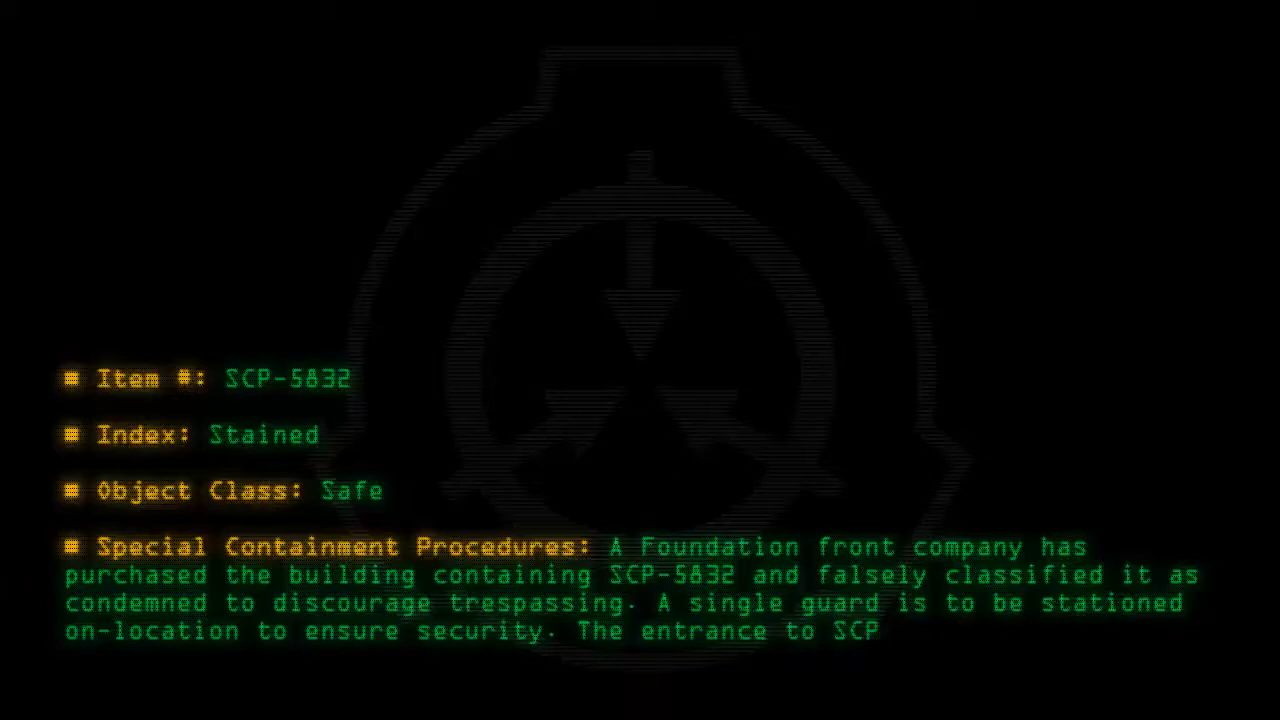 ■ Item #: SCP-5832
■ Index: Stained
■ Object Class: Safe
■ Special Containment Procedures: A Foundation front company has
purchased the building containing SCP-5832 and falsely classified it as
condemned to discourage trespassing. A single guard is to be stationed
on-location to ensure security. The entrance to SCP